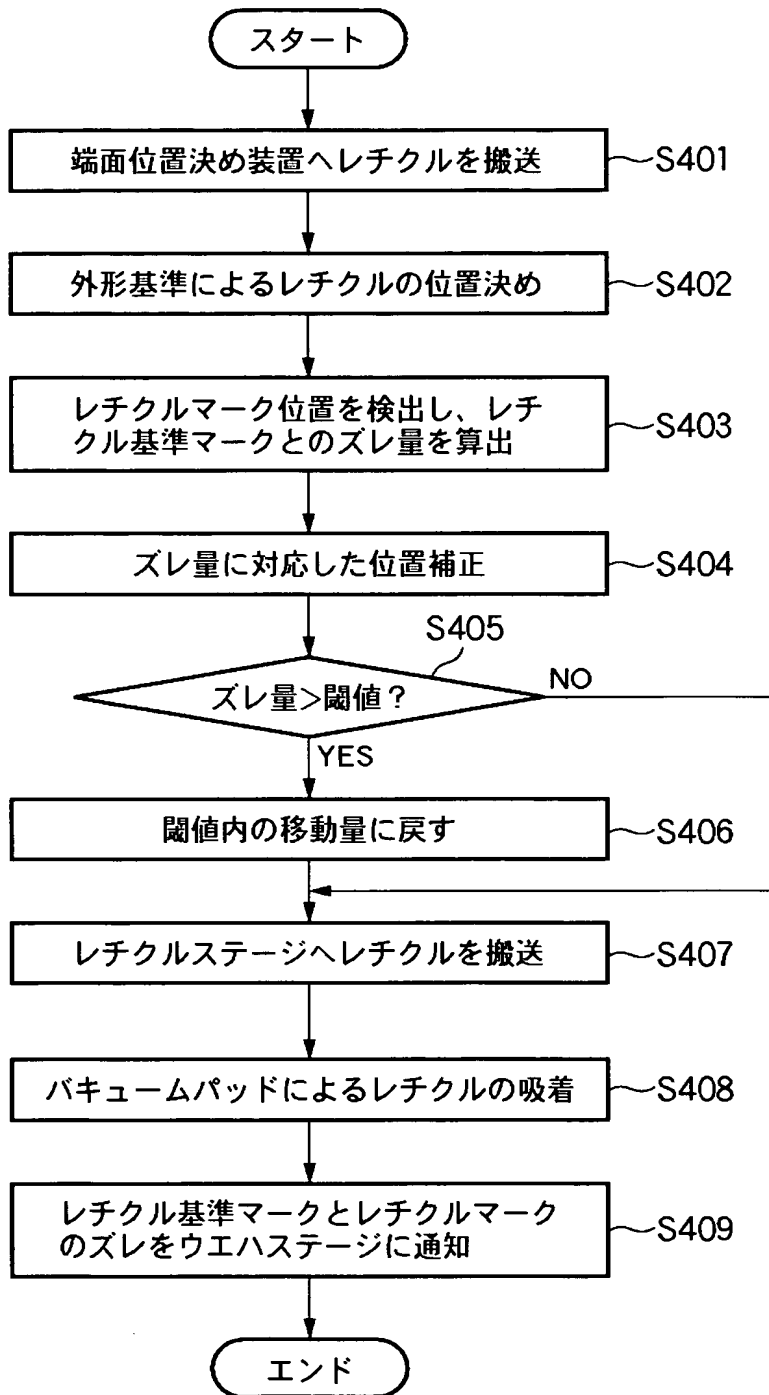 スタート
端面位置決め装置へレチクルを搬送 S401
外形基準によるレチクルの位置決め S402
レチクルマーク位置を検出し、レチ
クル基準マークとのズレ量を算出 S403
ズレ量に対応した位置補正 S404
S405
ズレ量>閾値? NO
YES
閾値内の移動量に戻す S406
レチクルステージへレチクルを搬送 S407
バキュームパッドによるレチクルの吸着 S408
レチクル基準マークとレチクルマーク
のズレをウエハステージに通知 S409
エンド